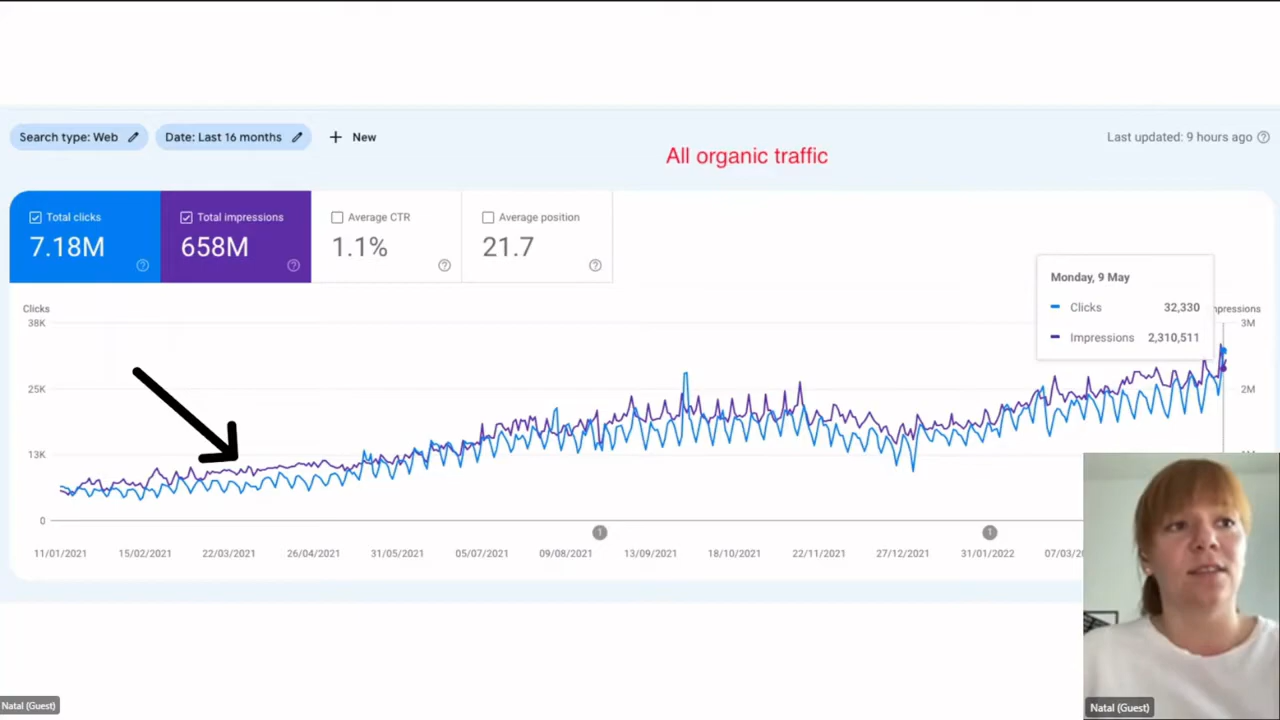 Search type: Web
Date: Last 16 months
+ New
All organic traffic
Last updated: 9 hours ago
Total clicks
7.18M
Total impressions
658M
Average CTR
1.1%
Average position
21.7
Monday, 9 May
Clicks 32,330
Impressions 2,310,511
Clicks
38K
25K
13K
0
3M
2M
1
1
11/01/2021 15/02/2021 22/03/2021 26/04/2021 31/05/2021 05/07/2021 09/08/2021 13/09/2021 18/10/2021 22/11/2021 27/12/2021 31/01/2022
Natal (Guest)
Natal (Guest)